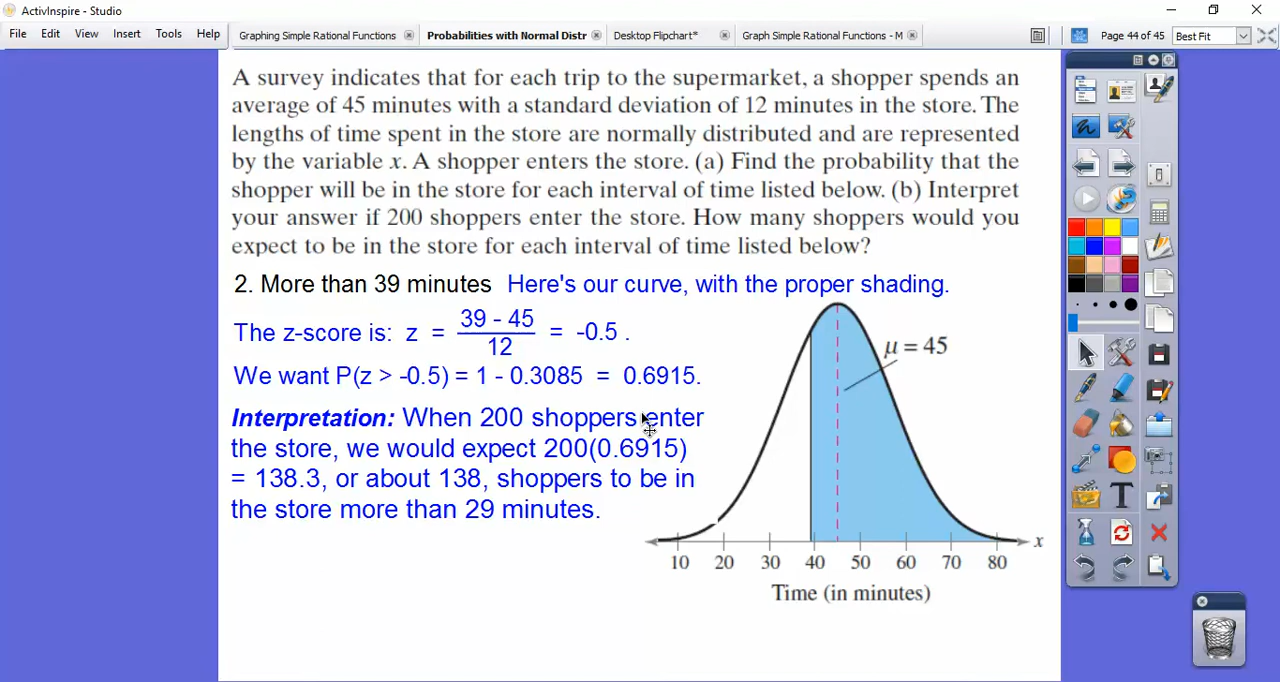 ActivInspire - Studio
File Edit View Insert Tools Help
Graphing Simple Rational Functions
Probabilities with Normal Distr
Desktop Flipchart*
Graph Simple Rational Functions - M
Page 44 of 45
Best Fit
A survey indicates that for each trip to the supermarket, a shopper spends an
average of 45 minutes with a standard deviation of 12 minutes in the store. The
lengths of time spent in the store are normally distributed and are represented
by the variable x. A shopper enters the store. (a) Find the probability that the
shopper will be in the store for each interval of time listed below. (b) Interpret
your answer if 200 shoppers enter the store. How many shoppers would you
expect to be in the store for each interval of time listed below?
2. More than 39 minutes Here's our curve, with the proper shading.
The z-score is: z = 39 - 45 / 12 = -0.5 .
We want P(z > -0.5) = 1 - 0.3085 = 0.6915.
Interpretation: When 200 shoppers enter
the store, we would expect 200(0.6915)
= 138.3, or about 138, shoppers to be in
the store more than 29 minutes.
μ = 45
x
10 20 30 40 50 60 70 80
Time (in minutes)